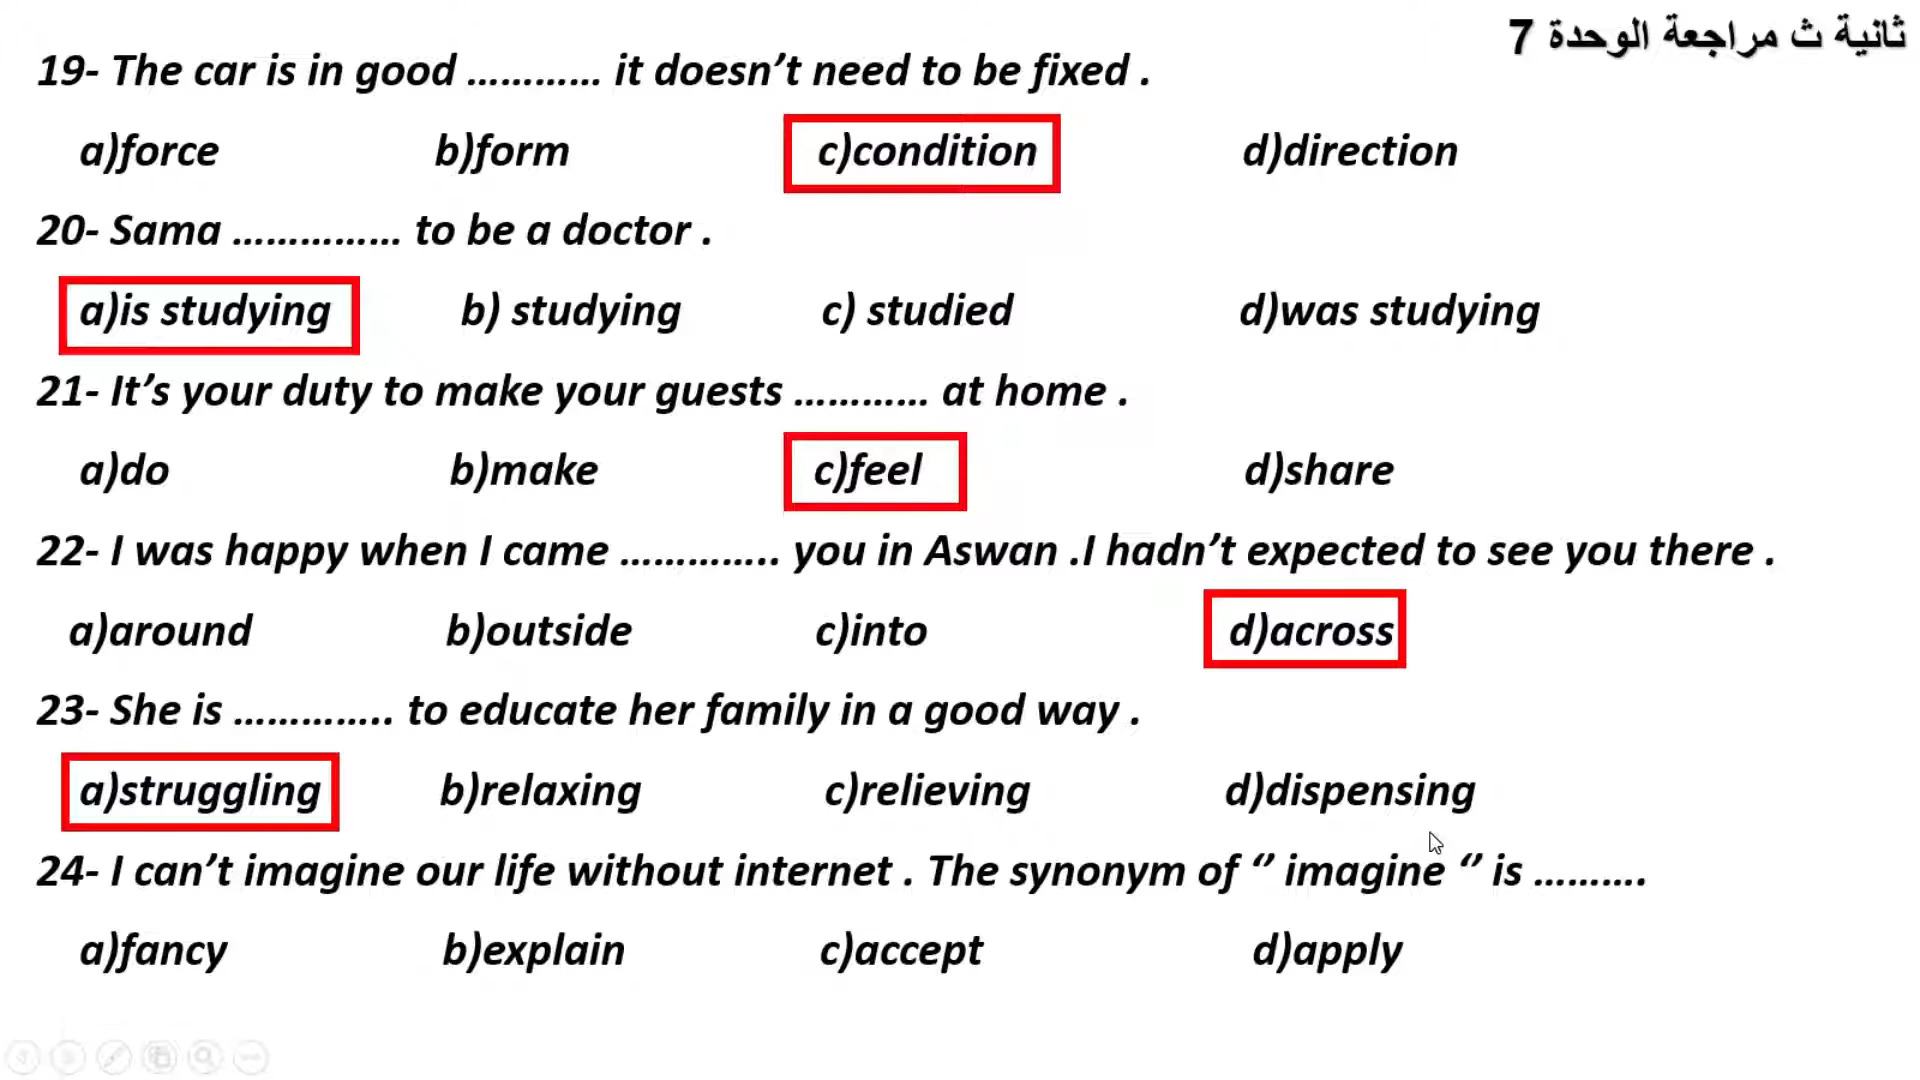 ثانية ث مراجعة الوحدة 7
19- The car is in good ………… it doesn’t need to be fixed .
a)force b)form c)condition d)direction
20- Sama …………… to be a doctor .
a)is studying b) studying c) studied d)was studying
21- It’s your duty to make your guests ………… at home .
a)do b)make c)feel d)share
22- I was happy when I came ………….. you in Aswan .I hadn’t expected to see you there .
a)around b)outside c)into d)across
23- She is ………….. to educate her family in a good way .
a)struggling b)relaxing c)relieving d)dispensing
24- I can’t imagine our life without internet . The synonym of ‘’ imagine ‘’ is ……….
a)fancy b)explain c)accept d)apply